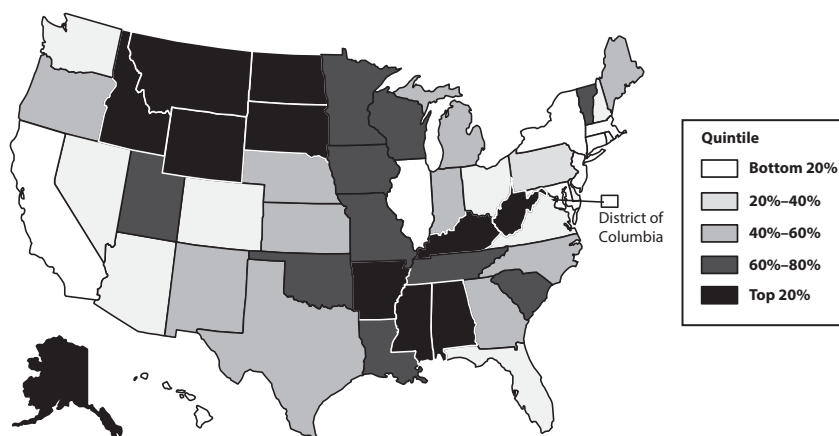 Quintile
Bottom 20%
20%–40%
40%–60%
60%–80%
Top 20%
District of
Columbia